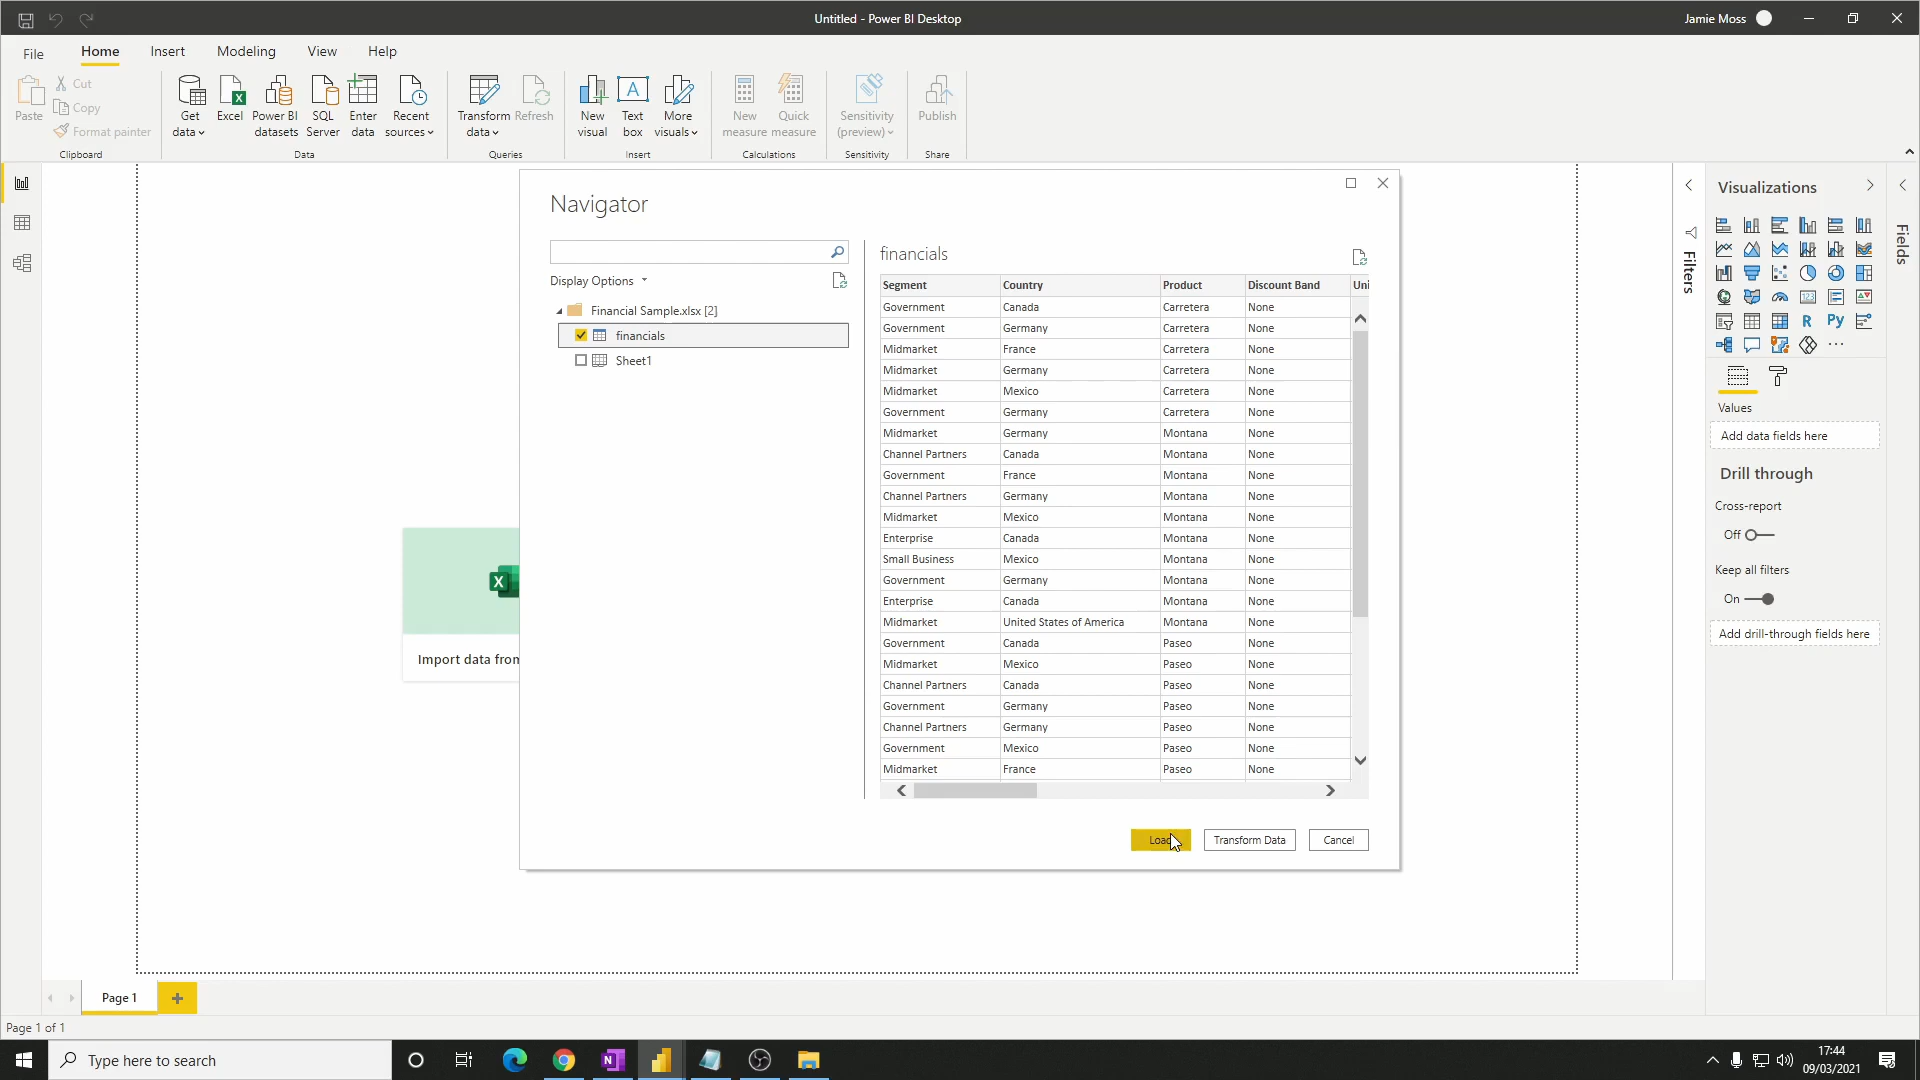 Untitled - Power BI Desktop
Jamie Moss
File
Home
Insert
Modeling
View
Help
Paste
Cut
Copy
Format painter
Clipboard
Get data
Excel
Power BI datasets
SQL Server
Enter data
Recent sources
Data
Transform data
Refresh
Queries
New visual
Text box
More visuals
Insert
New measure
Quick measure
Calculations
Sensitivity (preview)
Sensitivity
Publish
Share
Navigator
Display Options
Financial Sample.xlsx [2]
financials
Sheet1
financials
Segment Country Product Discount Band Uni
Government Canada Carretera None
Government Germany Carretera None
Midmarket France Carretera None
Midmarket Germany Carretera None
Midmarket Mexico Carretera None
Government Germany Carretera None
Midmarket Germany Montana None
Channel Partners Canada Montana None
Government France Montana None
Channel Partners Germany Montana None
Midmarket Mexico Montana None
Enterprise Canada Montana None
Small Business Mexico Montana None
Government Germany Montana None
Enterprise Canada Montana None
Midmarket United States of America Montana None
Government Canada Paseo None
Midmarket Mexico Paseo None
Channel Partners Canada Paseo None
Government Germany Paseo None
Channel Partners Germany Paseo None
Government Mexico Paseo None
Midmarket France Paseo None
Load
Transform Data
Cancel
Import data from
Filters
Visualizations
R
Py
123
Values
Add data fields here
Drill through
Cross-report
Off
Keep all filters
On
Add drill-through fields here
Fields
Page 1
Page 1 of 1
Type here to search
17:44
09/03/2021